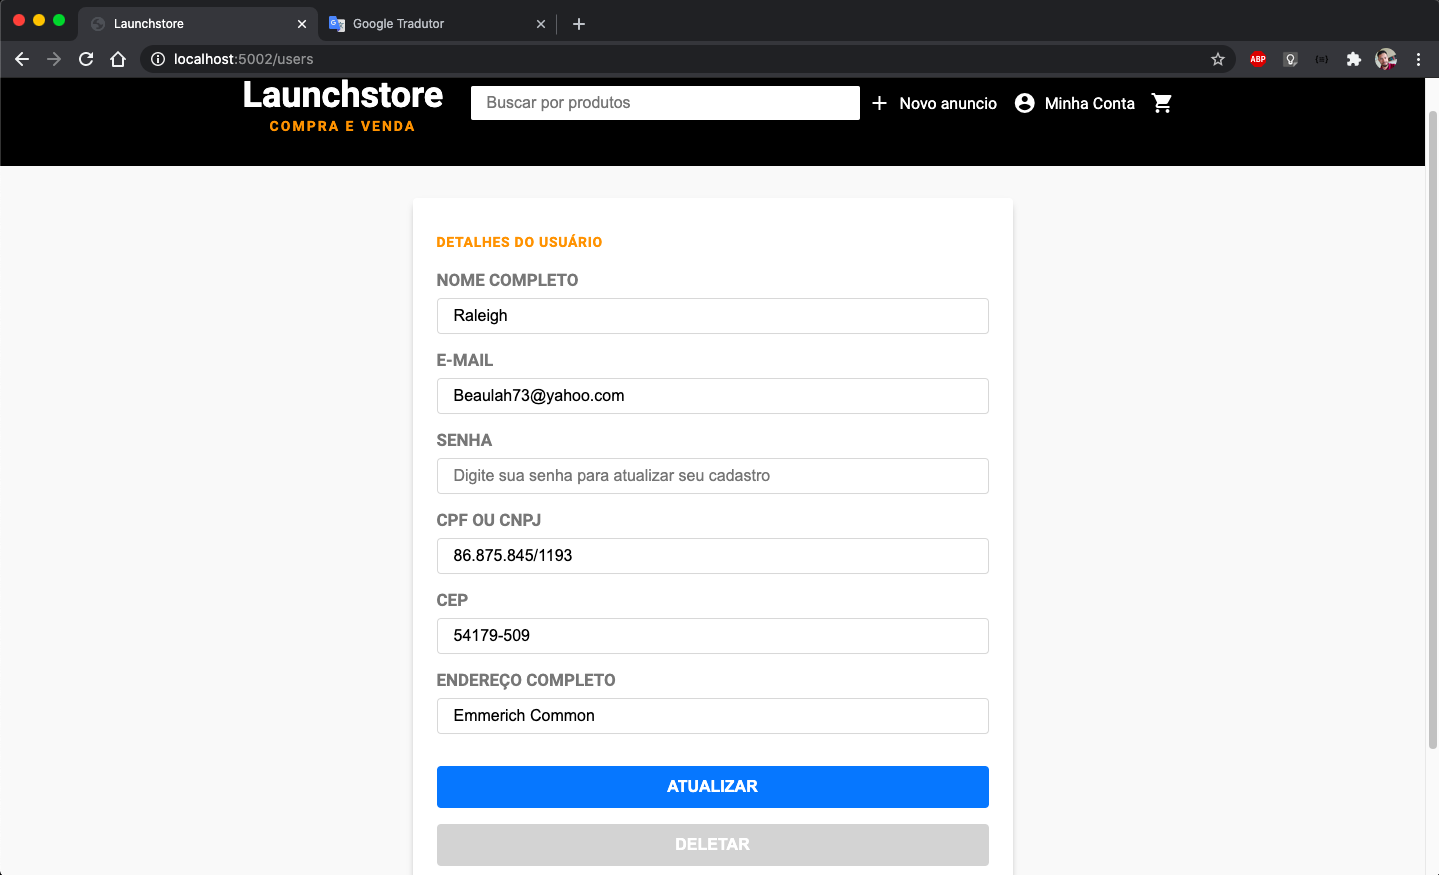 Launchstore
Google Tradutor
localhost:5002/users
ABP
Launchstore
COMPRA E VENDA
Buscar por produtos
Novo anuncio
Minha Conta
DETALHES DO USUÁRIO
NOME COMPLETO
Raleigh
E-MAIL
Beaulah73@yahoo.com
SENHA
Digite sua senha para atualizar seu cadastro
CPF OU CNPJ
86.875.845/1193
CEP
54179-509
ENDEREÇO COMPLETO
Emmerich Common
ATUALIZAR
DELETAR